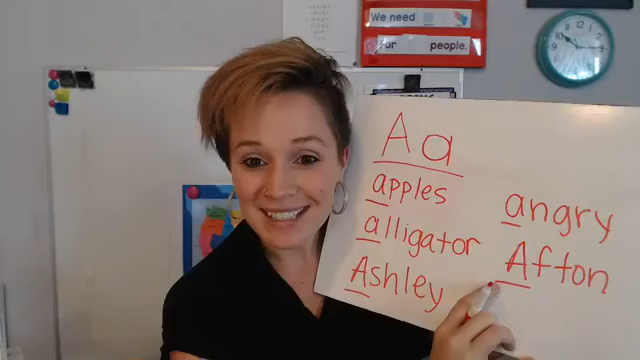 We need
for people.
Aa
apples
alligator
Ashley
angry
Afton